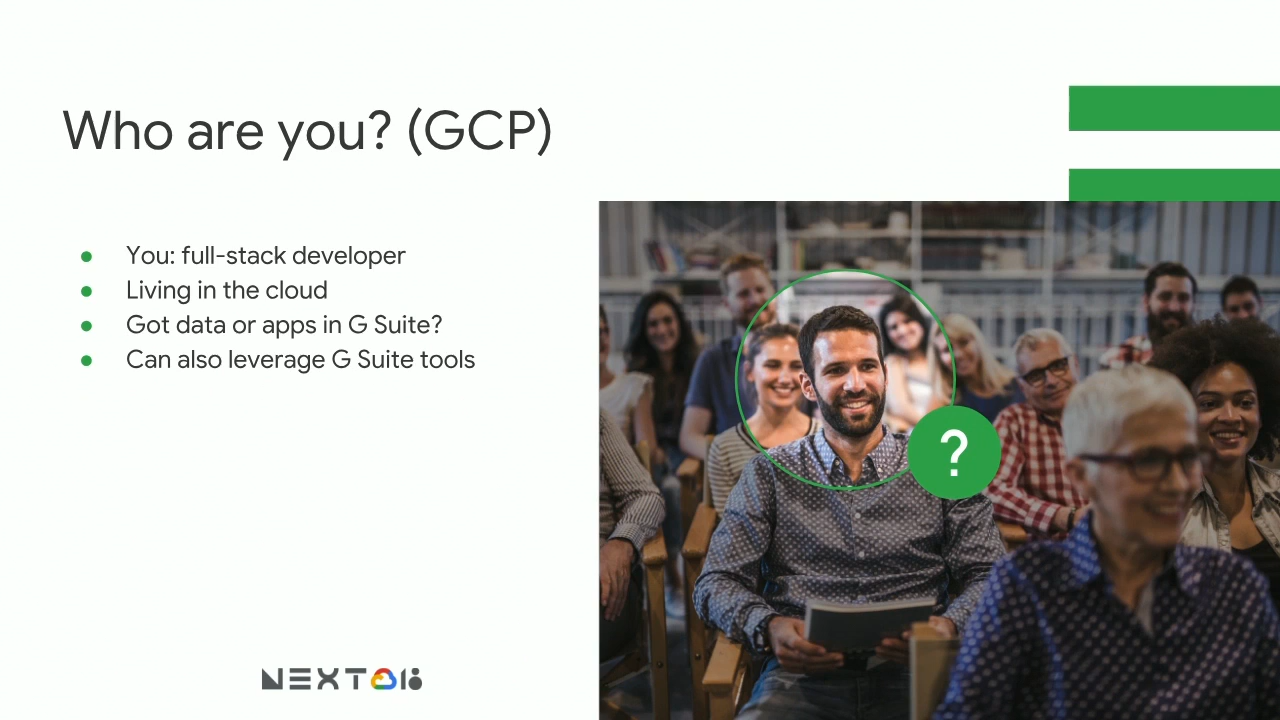 Who are you? (GCP)
● You: full-stack developer
● Living in the cloud
● Got data or apps in G Suite?
● Can also leverage G Suite tools
?
NEXT 18